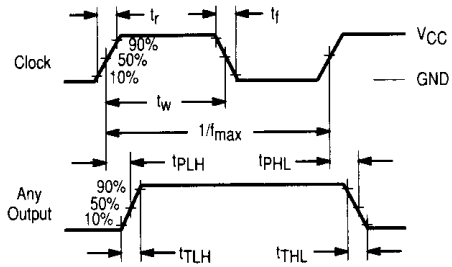 tr
tf
90%
50%
10%
Clock
VCC
GND
tw
1/fmax
tPLH
tPHL
90%
50%
10%
Any
Output
tTLH
tTHL